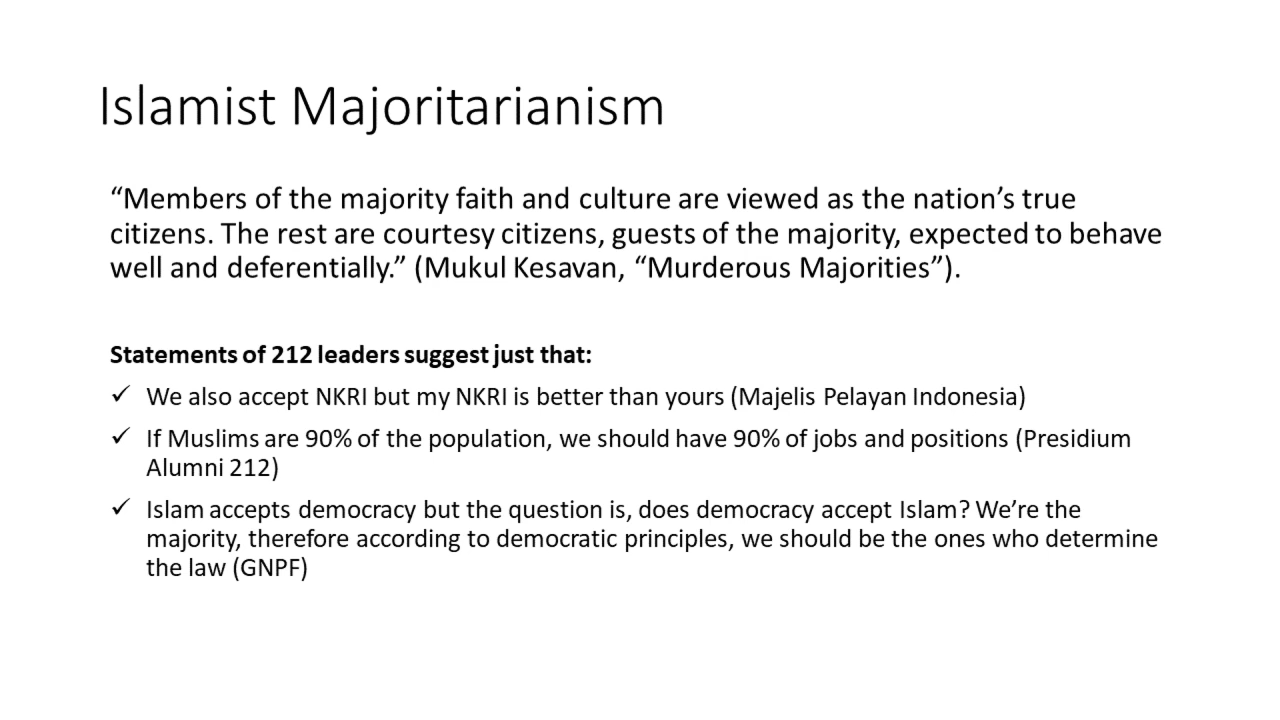 Islamist Majoritarianism
“Members of the majority faith and culture are viewed as the nation’s true
citizens. The rest are courtesy citizens, guests of the majority, expected to behave
well and deferentially.” (Mukul Kesavan, “Murderous Majorities”).
Statements of 212 leaders suggest just that:
✓ We also accept NKRI but my NKRI is better than yours (Majelis Pelayan Indonesia)
✓ If Muslims are 90% of the population, we should have 90% of jobs and positions (Presidium
Alumni 212)
✓ Islam accepts democracy but the question is, does democracy accept Islam? We’re the
majority, therefore according to democratic principles, we should be the ones who determine
the law (GNPF)